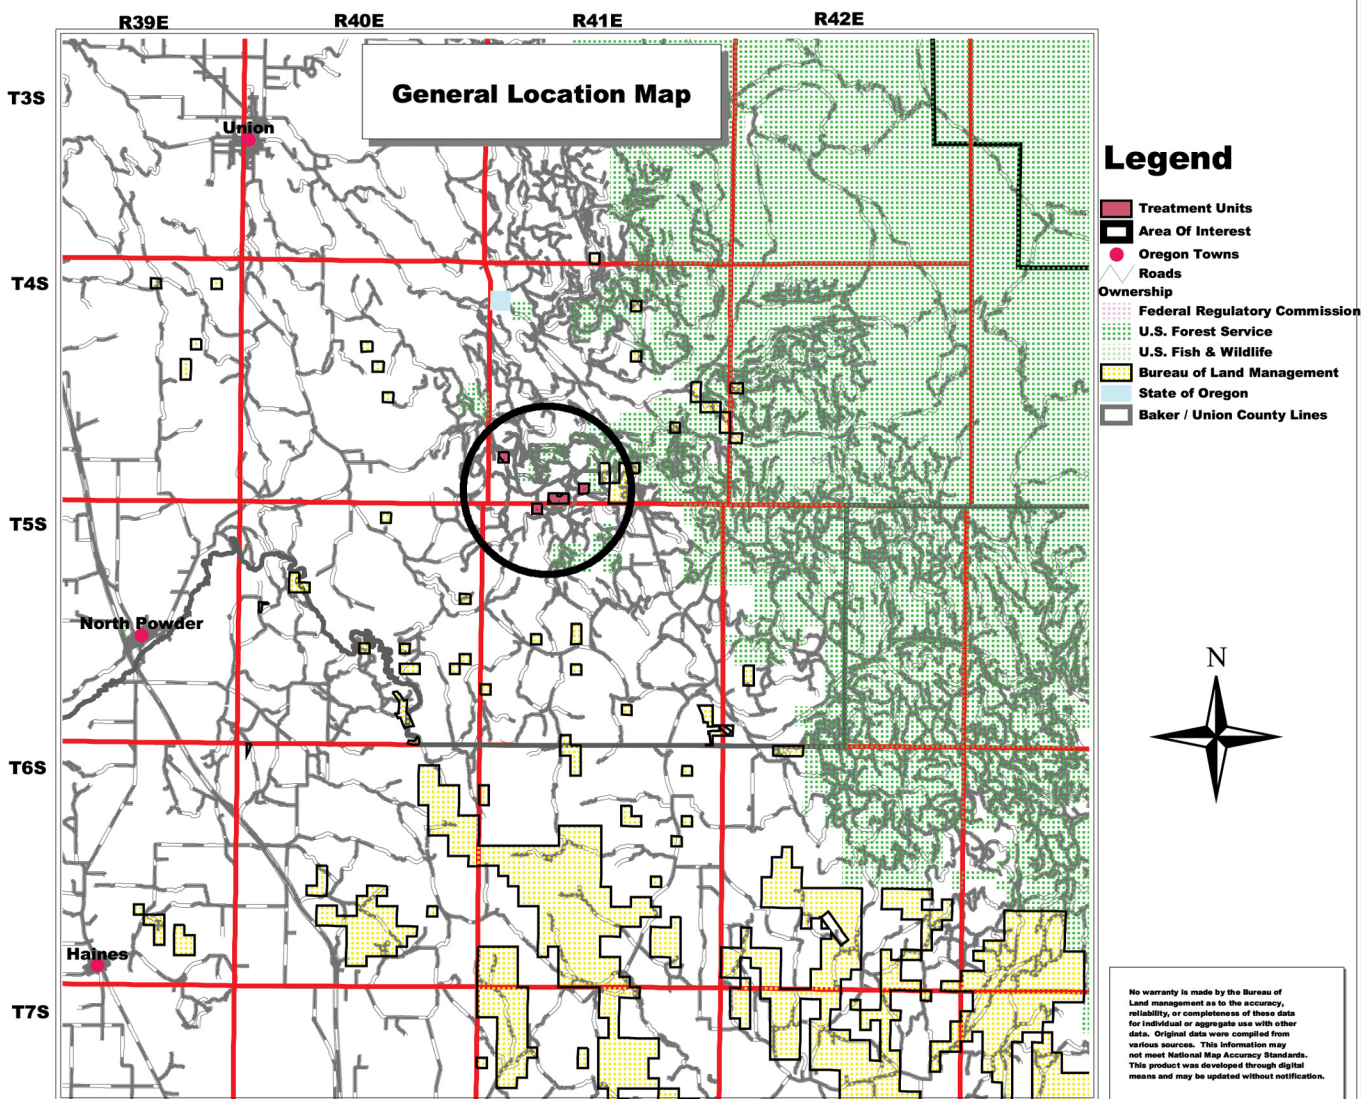 R39E
R40E
R41E
R42E
General Location Map
T3S
Union
T4S
T5S
North Powder
T6S
Haines
T7S
Legend
Treatment Units
Area Of Interest
Oregon Towns
Roads
Ownership
Federal Regulatory Commission
U.S. Forest Service
U.S. Fish & Wildlife
Bureau of Land Management
State of Oregon
Baker / Union County Lines
N
No warranty is made by the Bureau of
Land management as to the accuracy,
reliability, or completeness of these data
for individual or aggregate use with other
data. Original data were compiled from
various sources. This information may
not meet National Map Accuracy Standards.
This product was developed through digital
means and may be updated without notification.